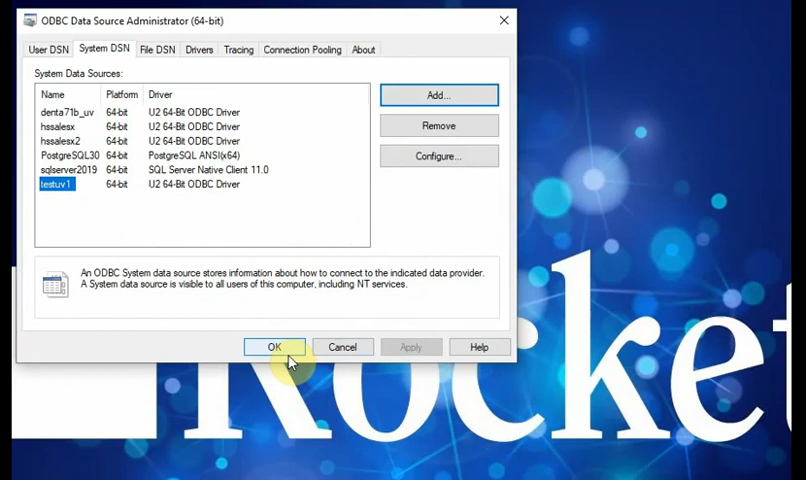 ODBC Data Source Administrator (64-bit)
User DSN System DSN File DSN Drivers Tracing Connection Pooling About
System Data Sources:
Name Platform Driver
denta71b_uv 64-bit U2 64-Bit ODBC Driver
hssalesx 64-bit U2 64-Bit ODBC Driver
hssalesx2 64-bit U2 64-Bit ODBC Driver
PostgreSQL30 64-bit PostgreSQL ANSI(x64)
sqlserver2019 64-bit SQL Server Native Client 11.0
testuv1 64-bit U2 64-Bit ODBC Driver
Add...
Remove
Configure...
An ODBC System data source stores information about how to connect to the indicated data provider.
A System data source is visible to all users of this computer, including NT services.
OK Cancel Apply Help
Rocket